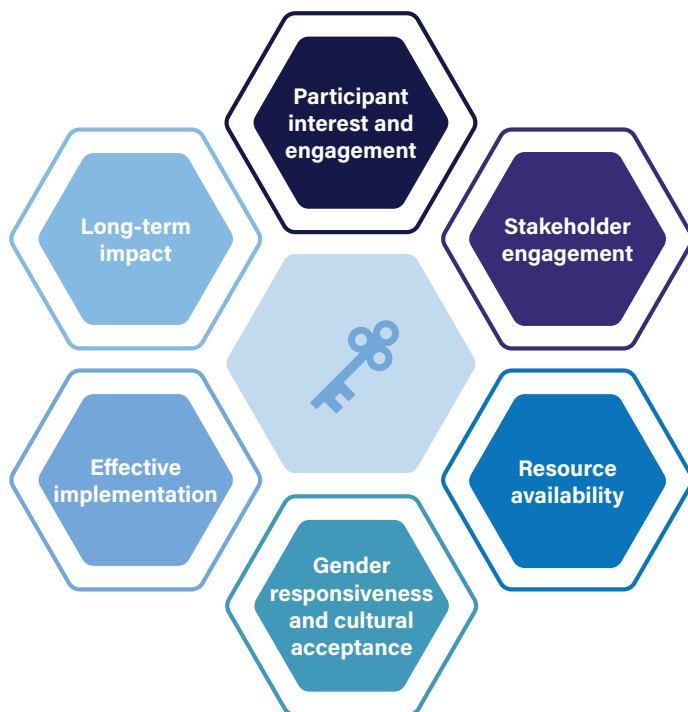 Participant
interest and
engagement
Stakeholder
engagement
Resource
availability
Gender
responsiveness
and cultural
acceptance
Effective
implementation
Long-term
impact